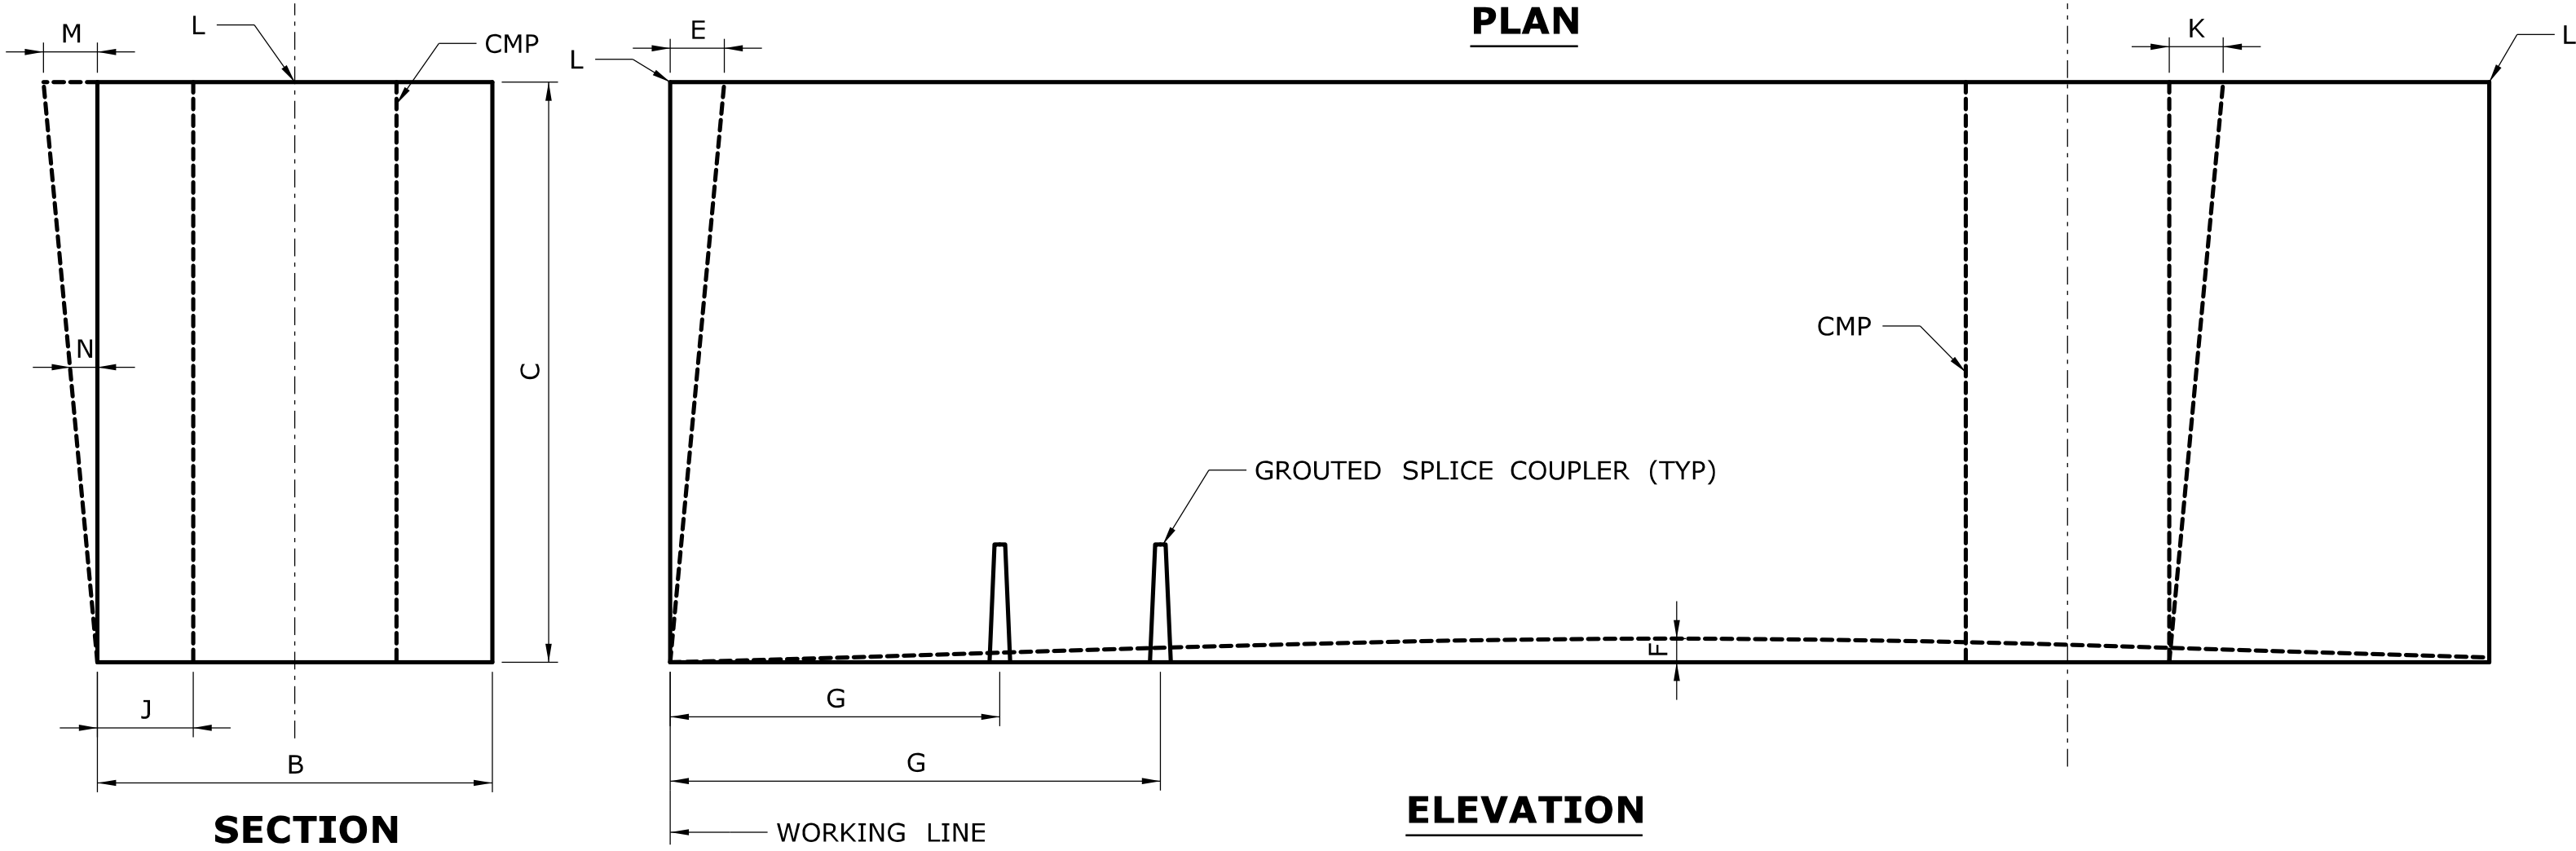 PLAN
M
L
CMP
E
L
K
L
CMP
N
C
GROUTED SPLICE COUPLER (TYP)
F
G
J
G
B
WORKING LINE
SECTION
ELEVATION